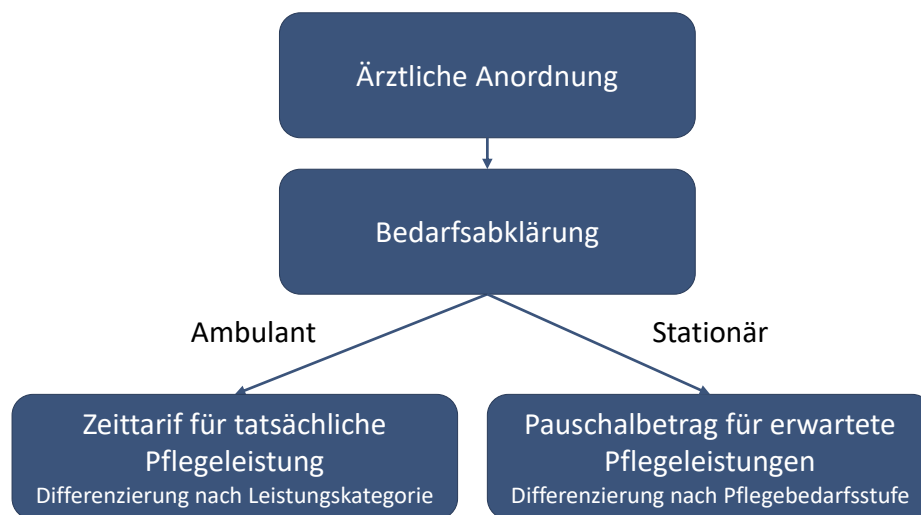 Ärztliche Anordnung
Bedarfsabklärung
Ambulant
Stationär
Zeittarif für tatsächliche
Pflegeleistung
Differenzierung nach Leistungskategorie
Pauschalbetrag für erwartete
Pflegeleistungen
Differenzierung nach Pflegebedarfsstufe